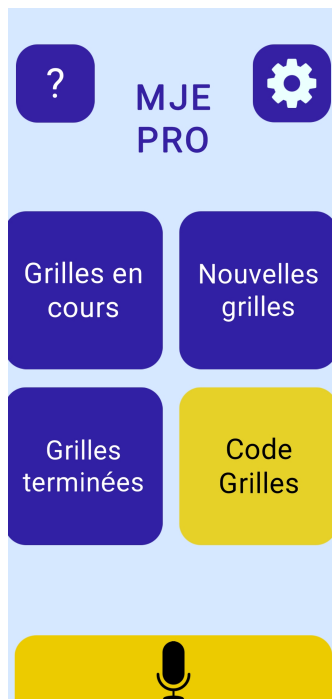 ?
MJE
PRO
Grilles en
cours
Nouvelles
grilles
Grilles
terminées
Code
Grilles